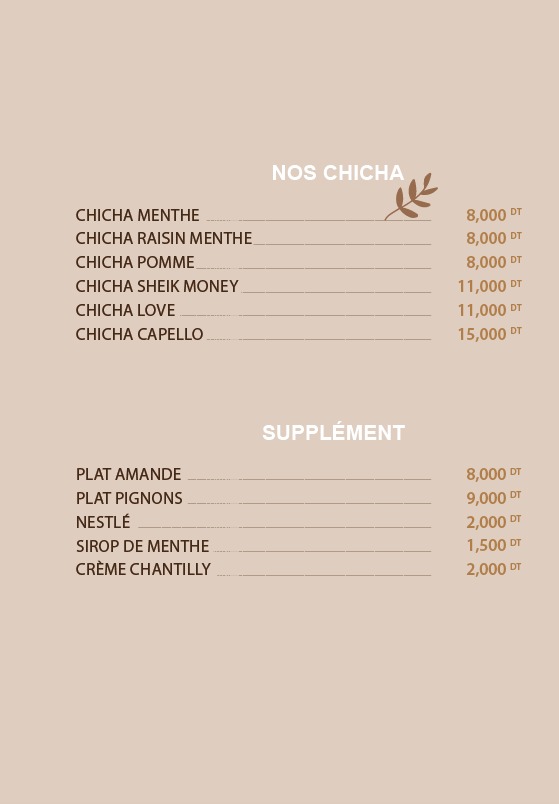 NOS CHICHA
CHICHA MENTHE 8,000 DT
CHICHA RAISIN MENTHE 8,000 DT
CHICHA POMME 8,000 DT
CHICHA SHEIK MONEY 11,000 DT
CHICHA LOVE 11,000 DT
CHICHA CAPELLO 15,000 DT
SUPPLÉMENT
PLAT AMANDE 8,000 DT
PLAT PIGNONS 9,000 DT
NESTLÉ 2,000 DT
SIROP DE MENTHE 1,500 DT
CRÈME CHANTILLY 2,000 DT